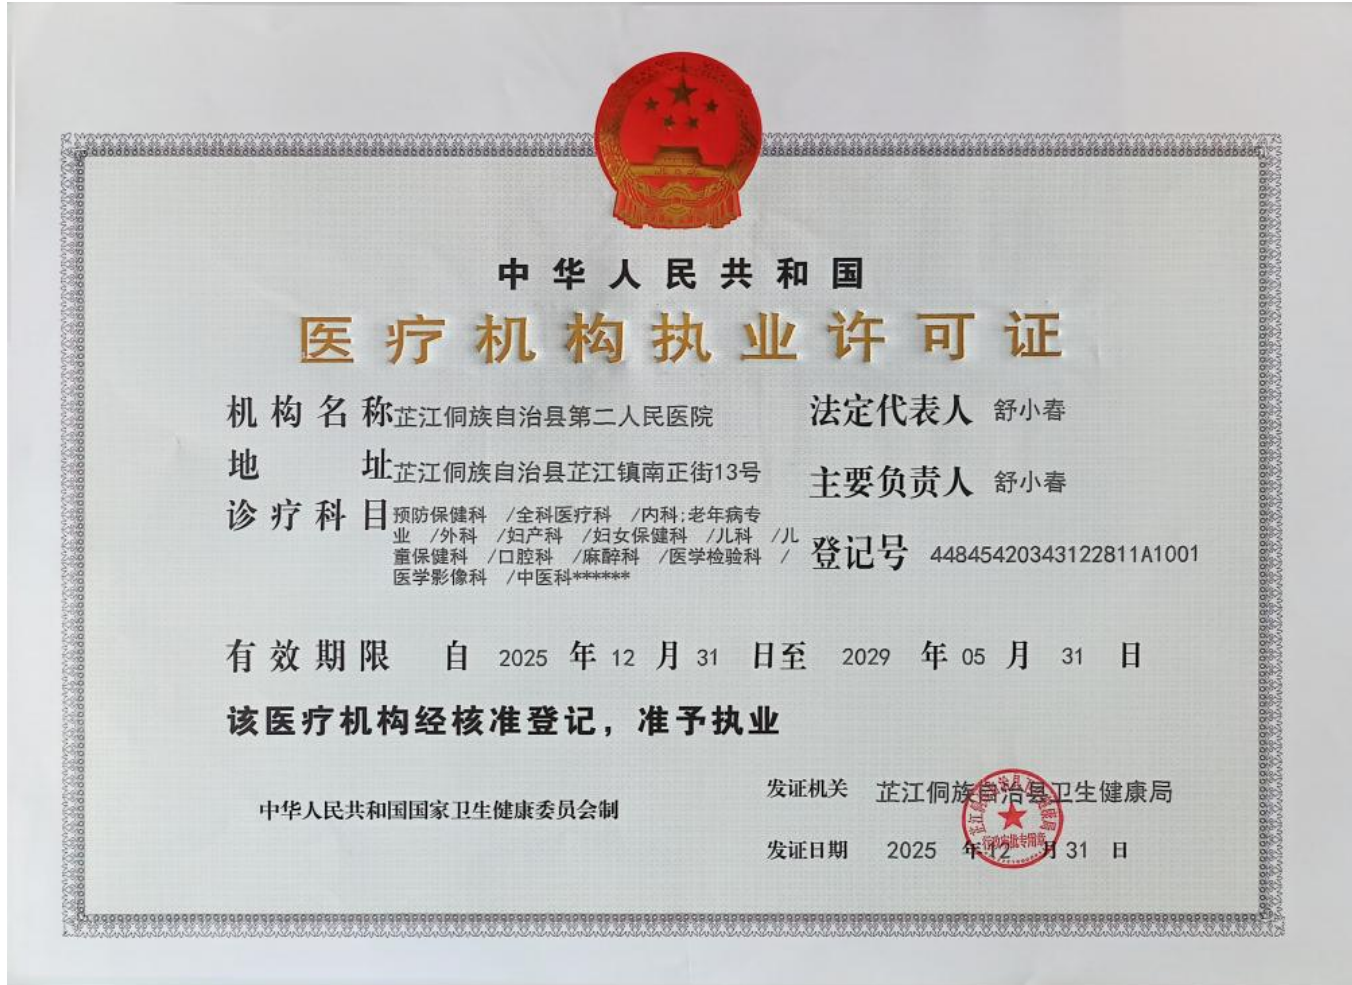 中华人民共和国
医疗机构执业许可证
机构名称 芷江侗族自治县第二人民医院
法定代表人 舒小春
地 址 芷江侗族自治县芷江镇南正街13号
主要负责人 舒小春
诊疗科目 预防保健科 /全科医疗科 /内科;老年病专
业 /外科 /妇产科 /妇女保健科 /儿科 /儿
童保健科 /口腔科 /麻醉科 /医学检验科 /
医学影像科 /中医科******
登记号 44845420343122811A1001
有效期限 自 2025 年 12 月 31 日至 2029 年 05 月 31 日
该医疗机构经核准登记，准予执业
发证机关 芷江侗族自治县卫生健康局
中华人民共和国国家卫生健康委员会制
发证日期 2025 年 12 月 31 日
行政审批专用章